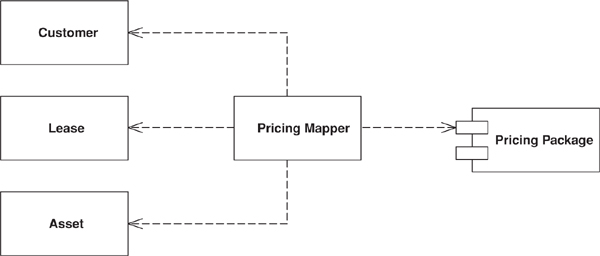 Customer
Lease
Pricing Mapper
Pricing Package
Asset